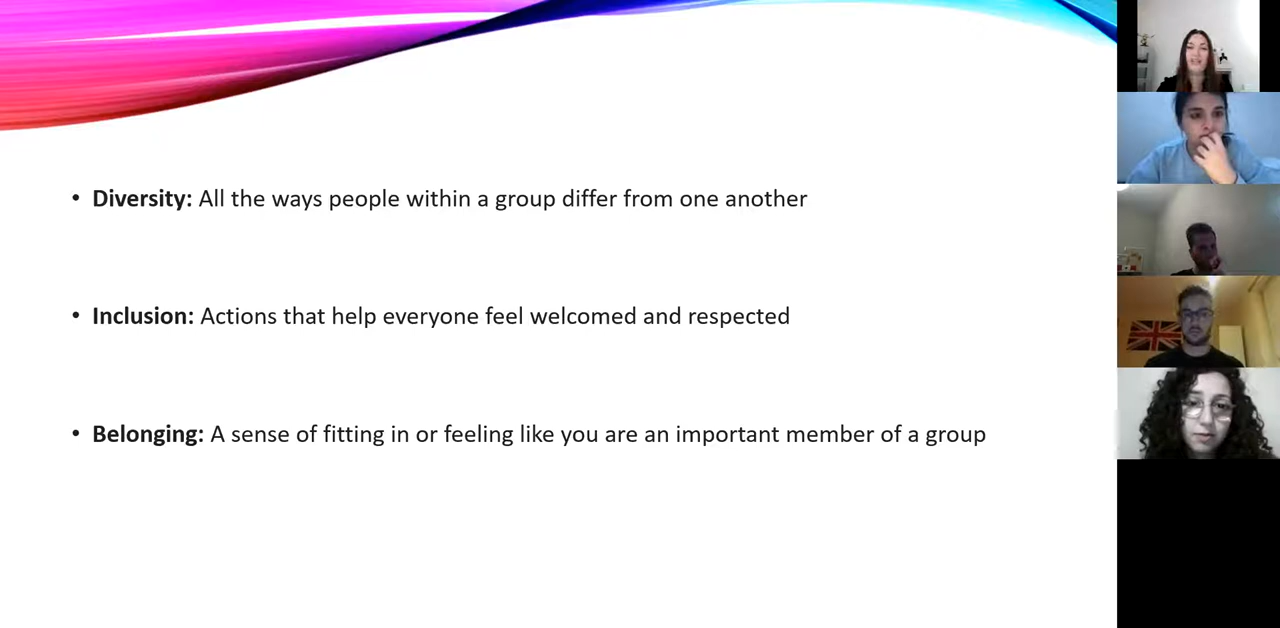 • Diversity: All the ways people within a group differ from one another
• Inclusion: Actions that help everyone feel welcomed and respected
• Belonging: A sense of fitting in or feeling like you are an important member of a group